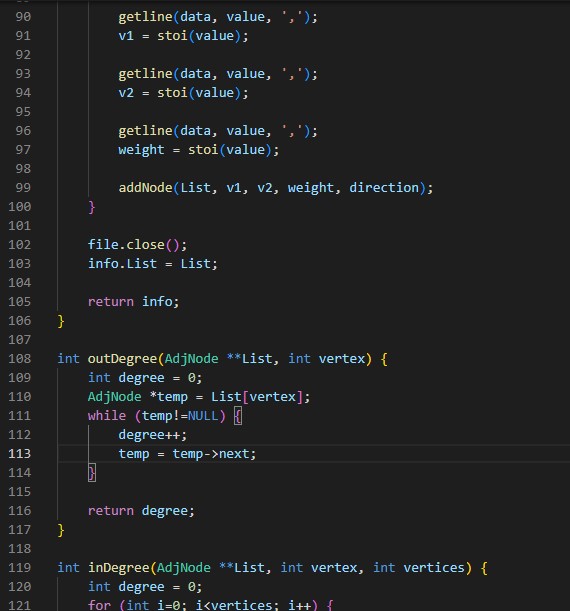 90 getline(data, value, ',');
91 v1 = stoi(value);
92
93 getline(data, value, ',');
94 v2 = stoi(value);
95
96 getline(data, value, ',');
97 weight = stoi(value);
98
99 addNode(List, v1, v2, weight, direction);
100 }
101
102 file.close();
103 info.List = List;
104
105 return info;
106 }
107
108 int outDegree(AdjNode **List, int vertex) {
109 int degree = 0;
110 AdjNode *temp = List[vertex];
111 while (temp!=NULL) {
112 degree++;
113 temp = temp->next;
114 }
115
116 return degree;
117 }
118
119 int inDegree(AdjNode **List, int vertex, int vertices) {
120 int degree = 0;
121 for (int i=0; i<vertices; i++) {